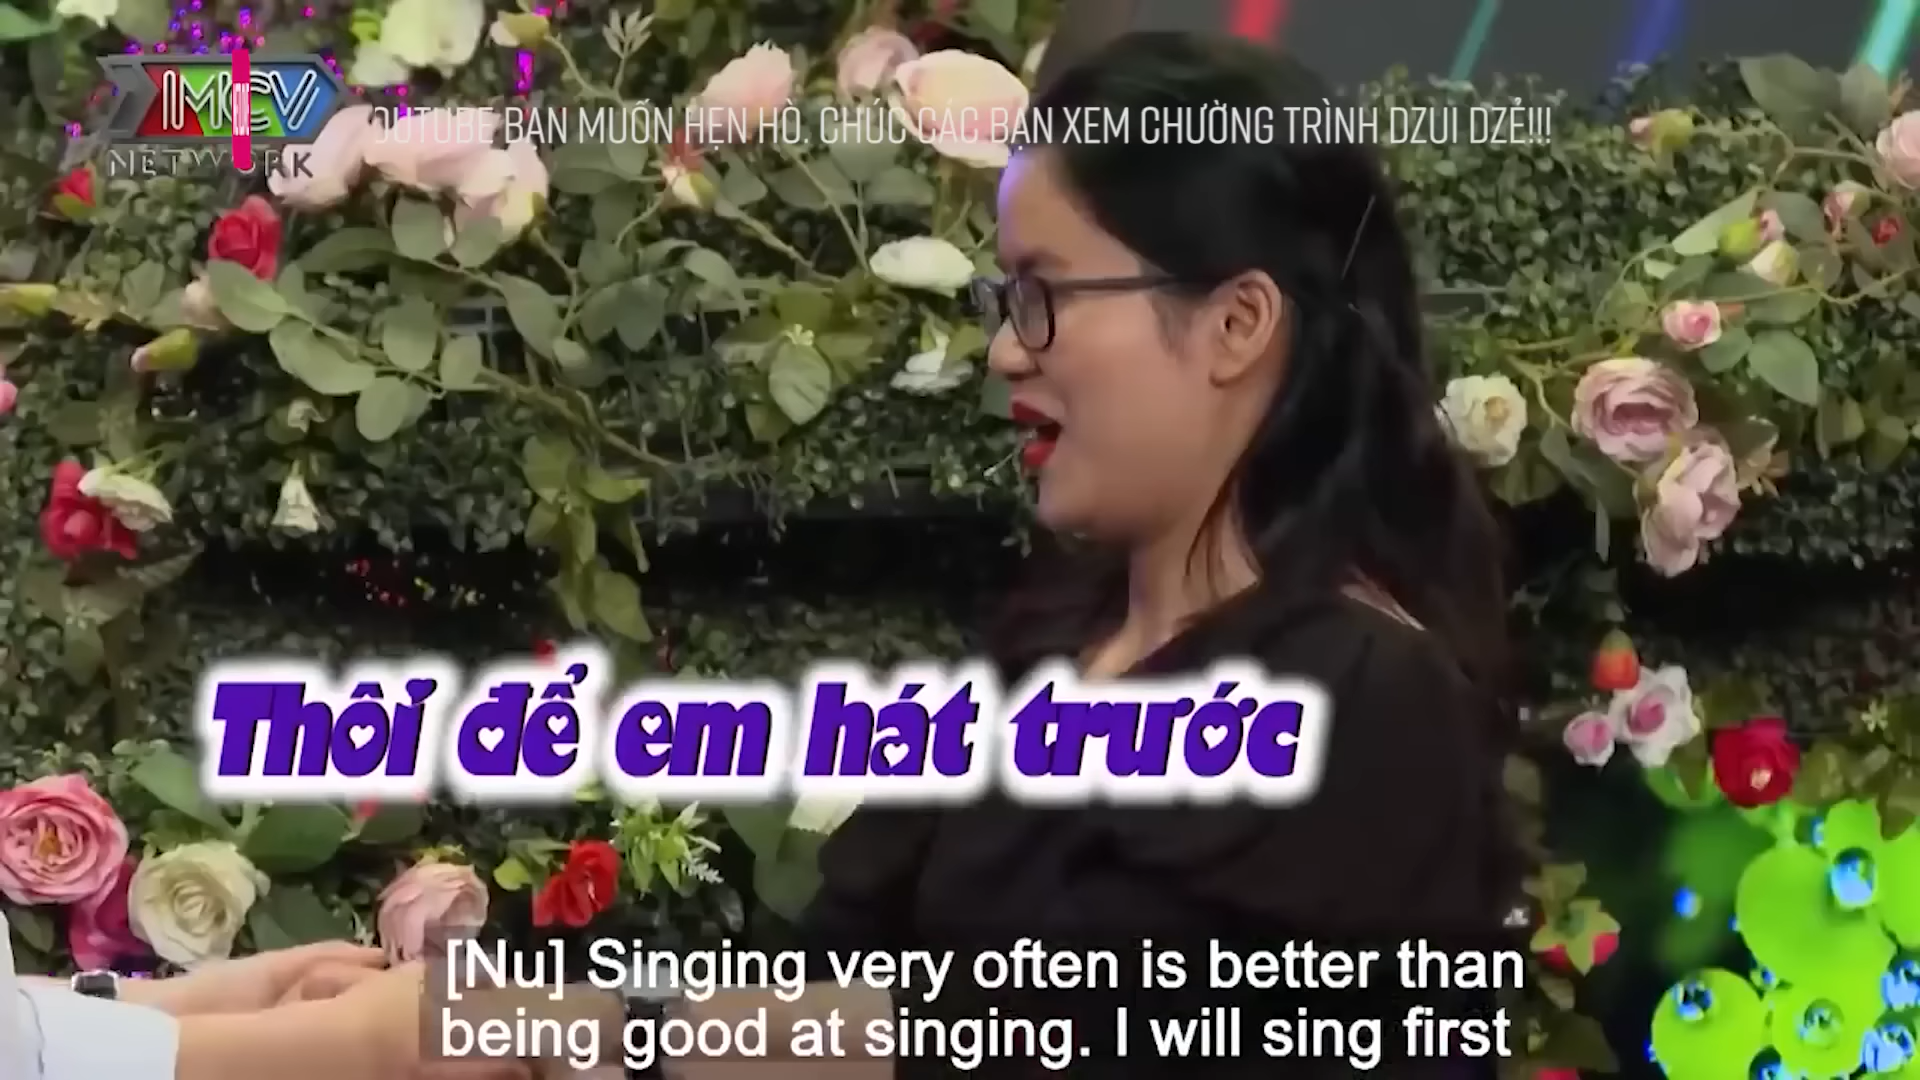 MCV
NETWORK
OUTUBE BẠN MUỐN HẸN HÒ. CHÚC CÁC BẠN XEM CHƯỜNG TRÌNH DZUI DZẺ!!!
Thôi để em hát trước
[Nu] Singing very often is better than
being good at singing. I will sing first